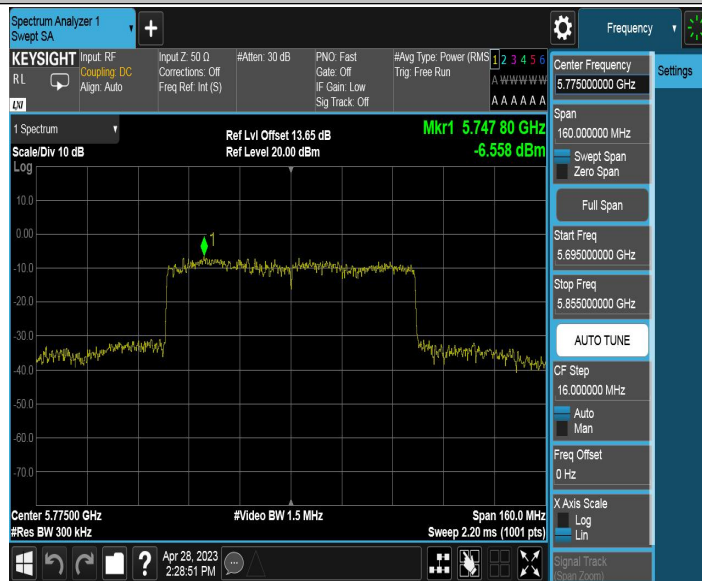 Spectrum Analyzer 1
Swept SA
+
Frequency
KEYSIGHT
RL
LXI
Input: RF
Coupling: DC
Align: Auto
Input Z: 50 Ω
Corrections: Off
Freq Ref: Int (S)
#Atten: 30 dB
PNO: Fast
Gate: Off
IF Gain: Low
Sig Track: Off
#Avg Type: Power (RMS
Trig: Free Run
1 2 3 4 5 6
A W W W W W
A A A A A A
1 Spectrum
Scale/Div 10 dB
Ref Lvl Offset 13.65 dB
Ref Level 20.00 dBm
Mkr1 5.747 80 GHz
-6.558 dBm
Log
10.0
0.00
-10.0
-20.0
-30.0
-40.0
-50.0
-60.0
-70.0
1
Center 5.77500 GHz
#Res BW 300 kHz
#Video BW 1.5 MHz
Span 160.0 MHz
Sweep 2.20 ms (1001 pts)
?
Apr 28, 2023
2:28:51 PM
Center Frequency
5.775000000 GHz
Settings
Span
160.000000 MHz
Swept Span
Zero Span
Full Span
Start Freq
5.695000000 GHz
Stop Freq
5.855000000 GHz
AUTO TUNE
CF Step
16.000000 MHz
Auto
Man
Freq Offset
0 Hz
X Axis Scale
Log
Lin
Signal Track
(Span Zoom)